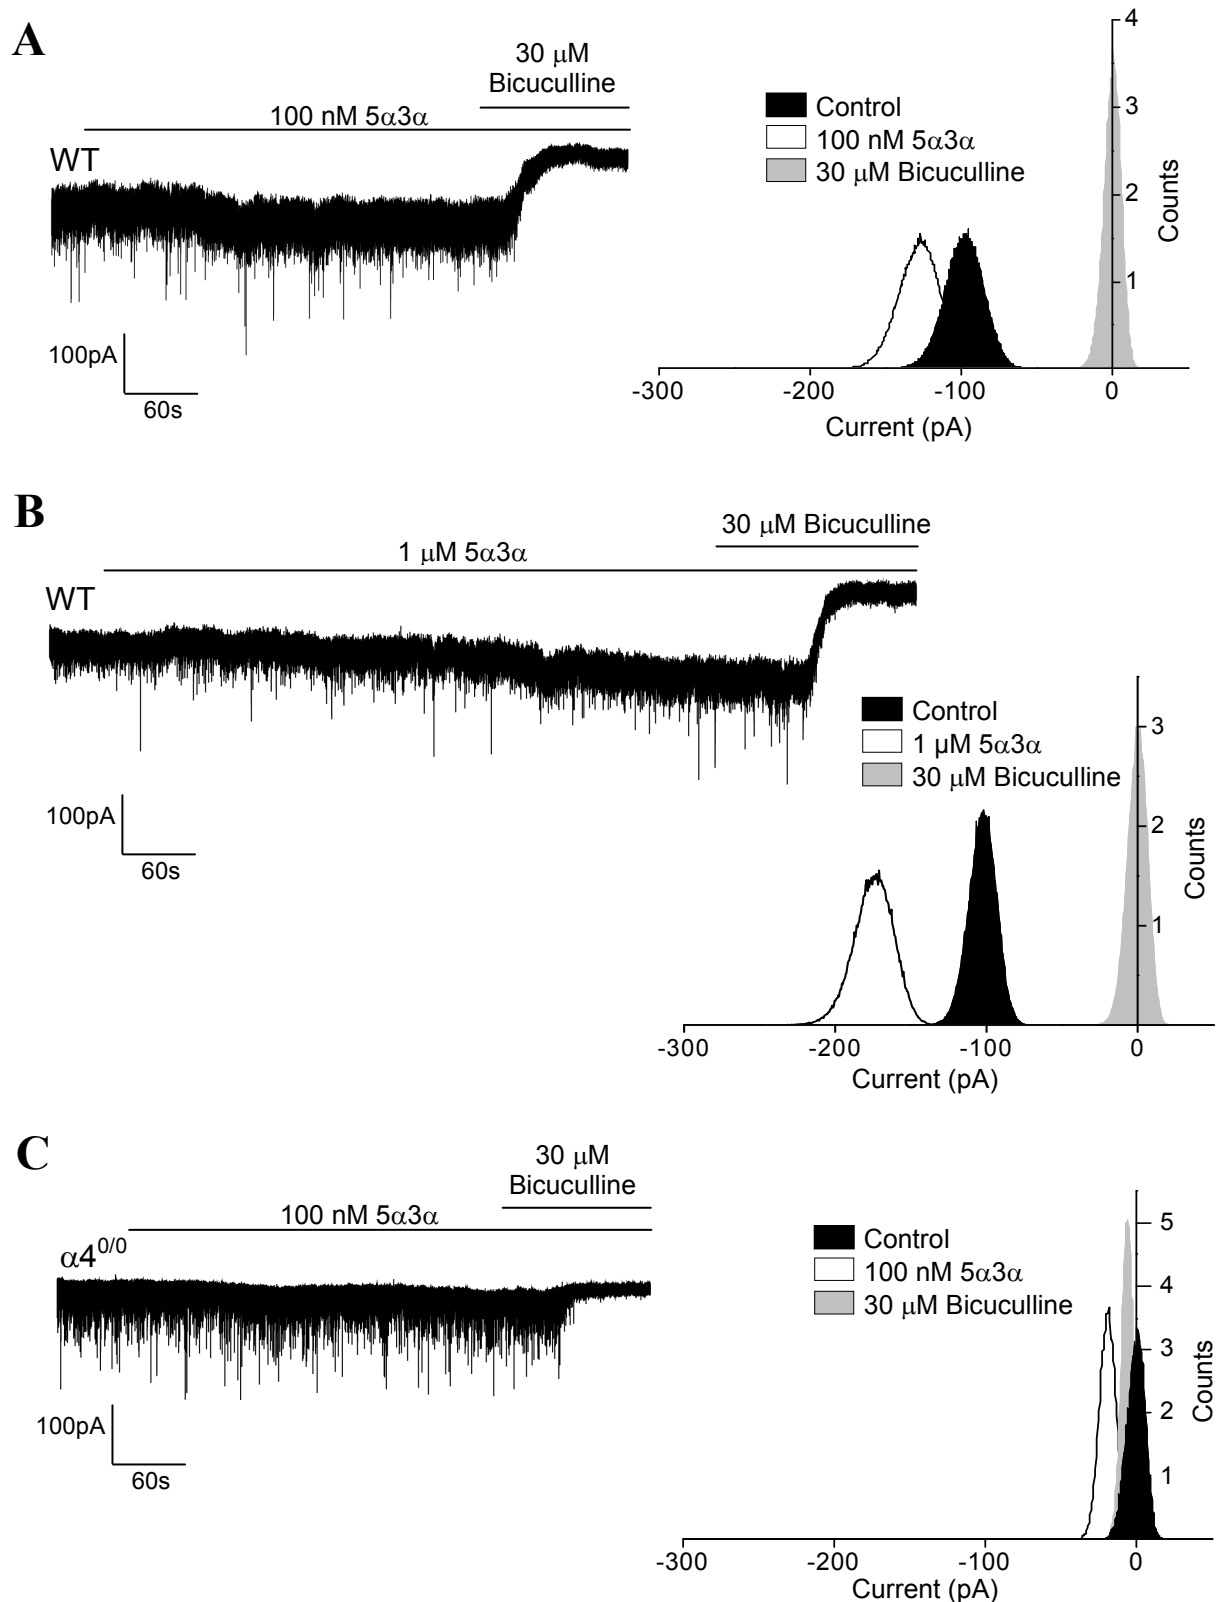 A
30 μM
Bicuculline
100 nM 5α3α
WT
100pA
60s
Control
100 nM 5α3α
30 μM Bicuculline
4
3
2
1
Counts
-300
-200
-100
0
Current (pA)
B
30 μM Bicuculline
1 μM 5α3α
WT
100pA
60s
Control
1 μM 5α3α
30 μM Bicuculline
3
2
1
Counts
-300
-200
-100
0
Current (pA)
C
30 μM
Bicuculline
100 nM 5α3α
α4⁰/⁰
100pA
60s
Control
100 nM 5α3α
30 μM Bicuculline
5
4
3
2
1
Counts
-300
-200
-100
0
Current (pA)